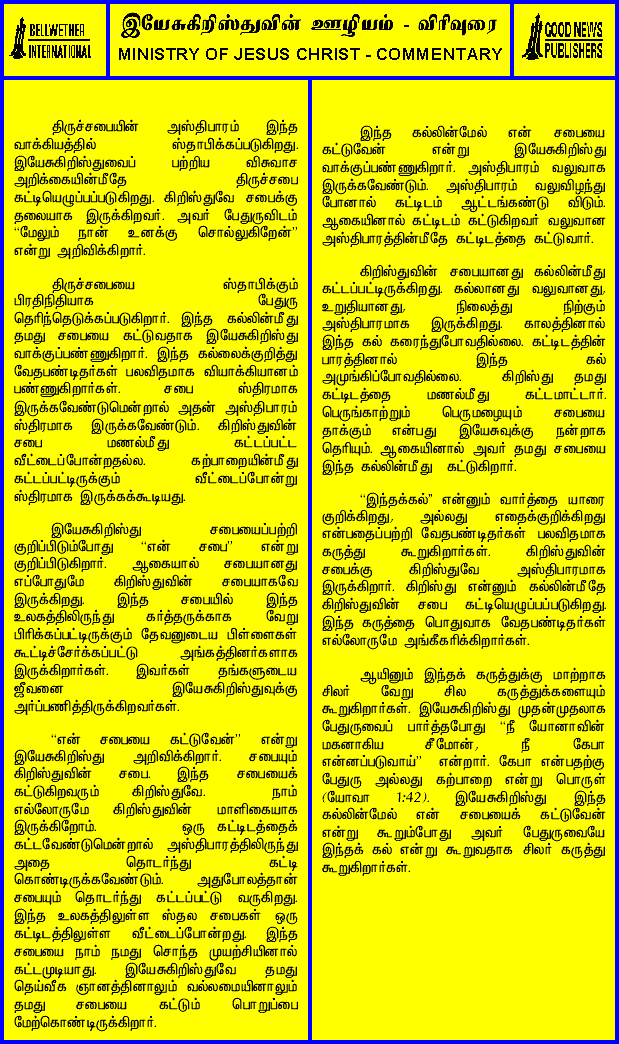 BELLWETHER
INTERNATIONAL
இயேசுகிறிஸ்துவின் ஊழியம் - விரிவுரை
MINISTRY OF JESUS CHRIST - COMMENTARY
GOOD NEWS
PUBLISHERS
திருச்சபையின் அஸ்திபாரம் இந்த
வாக்கியத்தில் ஸ்தாபிக்கப்படுகிறது.
இயேசுகிறிஸ்துவைப் பற்றிய விசுவாச
அறிக்கையின்மீதே திருச்சபை
கட்டியெழுப்பப்படுகிறது. கிறிஸ்துவே சபைக்கு
தலையாக இருக்கிறவர். அவர் பேதுருவிடம்
“மேலும் நான் உனக்கு சொல்லுகிறேன்”
என்று அறிவிக்கிறார்.
திருச்சபையை ஸ்தாபிக்கும்
பிரதிநிதியாக பேதுரு
தெரிந்தெடுக்கப்படுகிறார். இந்த கல்லின்மீது
தமது சபையை கட்டுவதாக இயேசுகிறிஸ்து
வாக்குப்பண்ணுகிறார். இந்த கல்லைக்குறித்து
வேதபண்டிதர்கள் பலவிதமாக வியாக்கியானம்
பண்ணுகிறார்கள். சபை ஸ்திரமாக
இருக்கவேண்டுமென்றால் அதன் அஸ்திபாரம்
ஸ்திரமாக இருக்கவேண்டும். கிறிஸ்துவின்
சபை மணல்மீது கட்டப்பட்ட
வீட்டைப்போன்றதல்ல. கற்பாறையின்மீது
கட்டப்பட்டிருக்கும் வீட்டைப்போன்று
ஸ்திரமாக இருக்கக்கூடியது.
இயேசுகிறிஸ்து சபையைப்பற்றி
குறிப்பிடும்போது “என் சபை” என்று
குறிப்பிடுகிறார். ஆகையால் சபையானது
எப்போதுமே கிறிஸ்துவின் சபையாகவே
இருக்கிறது. இந்த சபையில் இந்த
உலகத்திலிருந்து கர்த்தருக்காக வேறு
பிரிக்கப்பட்டிருக்கும் தேவனுடைய பிள்ளைகள்
கூட்டிச்சேர்க்கப்பட்டு அங்கத்தினர்களாக
இருக்கிறார்கள். இவர்கள் தங்களுடைய
ஜீவனை இயேசுகிறிஸ்துவுக்கு
அர்ப்பணித்திருக்கிறவர்கள்.
“என் சபையை கட்டுவேன்” என்று
இயேசுகிறிஸ்து அறிவிக்கிறார். சபையும்
கிறிஸ்துவின் சபை. இந்த சபையைக்
கட்டுகிறவரும் கிறிஸ்துவே. நாம்
எல்லோருமே கிறிஸ்துவின் மாளிகையாக
இருக்கிறோம். ஒரு கட்டிடத்தைக்
கட்டவேண்டுமென்றால் அஸ்திபாரத்திலிருந்து
அதை தொடர்ந்து கட்டி
கொண்டிருக்கவேண்டும். அதுபோலத்தான்
சபையும் தொடர்ந்து கட்டப்பட்டு வருகிறது.
இந்த உலகத்திலுள்ள ஸ்தல சபைகள் ஒரு
கட்டிடத்திலுள்ள வீட்டைப்போன்றது. இந்த
சபையை நாம் நமது சொந்த முயற்சியினால்
கட்டமுடியாது. இயேசுகிறிஸ்துவே தமது
தெய்வீக ஞானத்தினாலும் வல்லமையினாலும்
தமது சபையை கட்டும் பொறுப்பை
மேற்கொண்டிருக்கிறார்.
இந்த கல்லின்மேல் என் சபையை
கட்டுவேன் என்று இயேசுகிறிஸ்து
வாக்குப்பண்ணுகிறார். அஸ்திபாரம் வலுவாக
இருக்கவேண்டும். அஸ்திபாரம் வலுவிழந்து
போனால் கட்டிடம் ஆட்டங்கண்டு விடும்.
ஆகையினால் கட்டிடம் கட்டுகிறவர் வலுவான
அஸ்திபாரத்தின்மீதே கட்டிடத்தை கட்டுவார்.
கிறிஸ்துவின் சபையானது கல்லின்மீது
கட்டப்பட்டிருக்கிறது. கல்லானது வலுவானது,
உறுதியானது, நிலைத்து நிற்கும்
அஸ்திபாரமாக இருக்கிறது. காலத்தினால்
இந்த கல் கரைந்துபோவதில்லை. கட்டிடத்தின்
பாரத்தினால் இந்த கல்
அமுங்கிப்போவதில்லை. கிறிஸ்து தமது
கட்டிடத்தை மணல்மீது கட்டமாட்டார்.
பெருங்காற்றும் பெருமழையும் சபையை
தாக்கும் என்பது இயேசுவுக்கு நன்றாக
தெரியும். ஆகையினால் அவர் தமது சபையை
இந்த கல்லின்மீது கட்டுகிறார்.
“இந்தக்கல்” என்னும் வார்த்தை யாரை
குறிக்கிறது, அல்லது எதைக்குறிக்கிறது
என்பதைப்பற்றி வேதபண்டிதர்கள் பலவிதமாக
கருத்து கூறுகிறார்கள். கிறிஸ்துவின்
சபைக்கு கிறிஸ்துவே அஸ்திபாரமாக
இருக்கிறார். கிறிஸ்து என்னும் கல்லின்மீதே
கிறிஸ்துவின் சபை கட்டியெழுப்பப்படுகிறது.
இந்த கருத்தை பொதுவாக வேதபண்டிதர்கள்
எல்லோருமே அங்கீகரிக்கிறார்கள்.
ஆயினும் இந்தக் கருத்துக்கு மாற்றாக
சிலர் வேறு சில கருத்துக்களையும்
கூறுகிறார்கள். இயேசுகிறிஸ்து முதன்முதலாக
பேதுருவைப் பார்த்தபோது “நீ யோனாவின்
மகனாகிய சீமோன், நீ கேபா
என்னப்படுவாய்” என்றார். கேபா என்பதற்கு
பேதுரு அல்லது கற்பாறை என்று பொருள்
(யோவா 1:42). இயேசுகிறிஸ்து இந்த
கல்லின்மேல் என் சபையைக் கட்டுவேன்
என்று கூறும்போது அவர் பேதுருவையே
இந்தக் கல் என்று கூறுவதாக சிலர் கருத்து
கூறுகிறார்கள்.